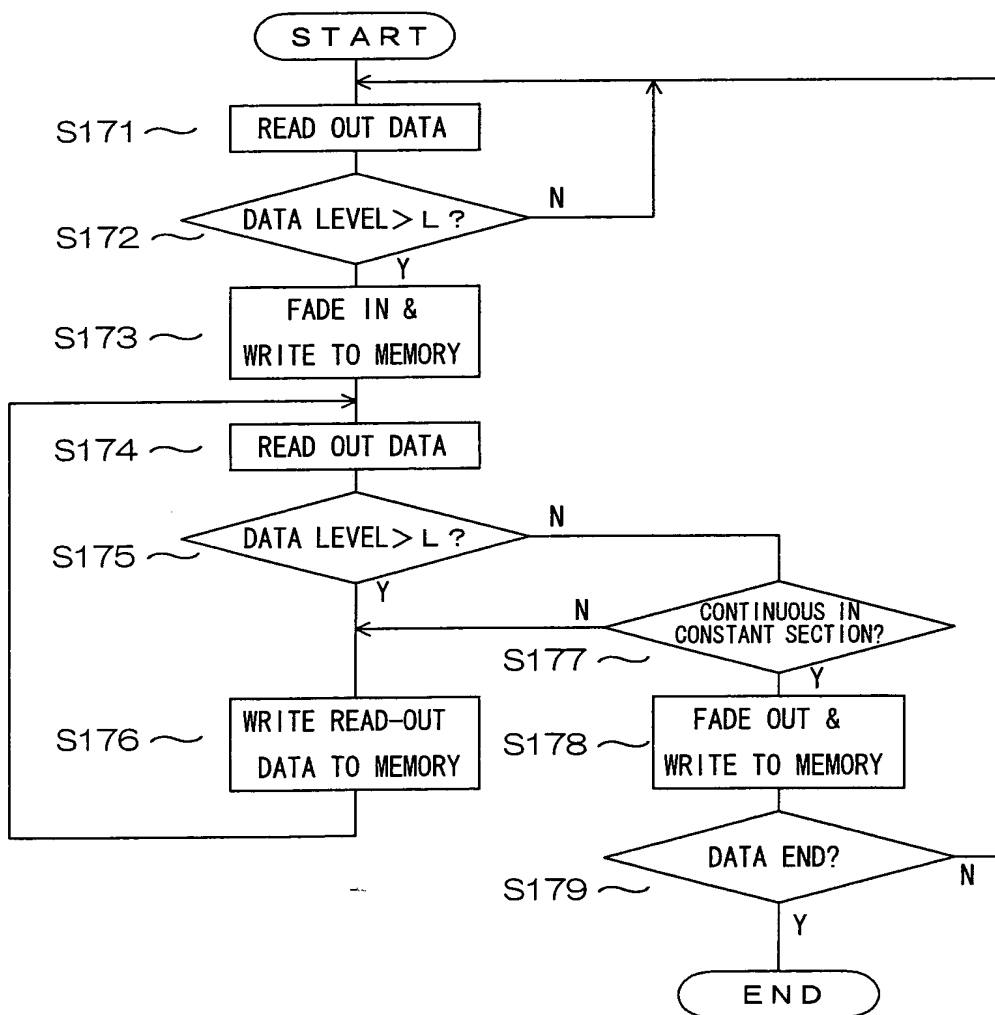 START
S171
READ OUT DATA
S172
DATA LEVEL> L ?
N
Y
S173
FADE IN &
WRITE TO MEMORY
S174
READ OUT DATA
S175
DATA LEVEL> L ?
N
Y
S177
CONTINUOUS IN
CONSTANT SECTION?
N
Y
S176
WRITE READ-OUT
DATA TO MEMORY
S178
FADE OUT &
WRITE TO MEMORY
S179
DATA END?
N
Y
END